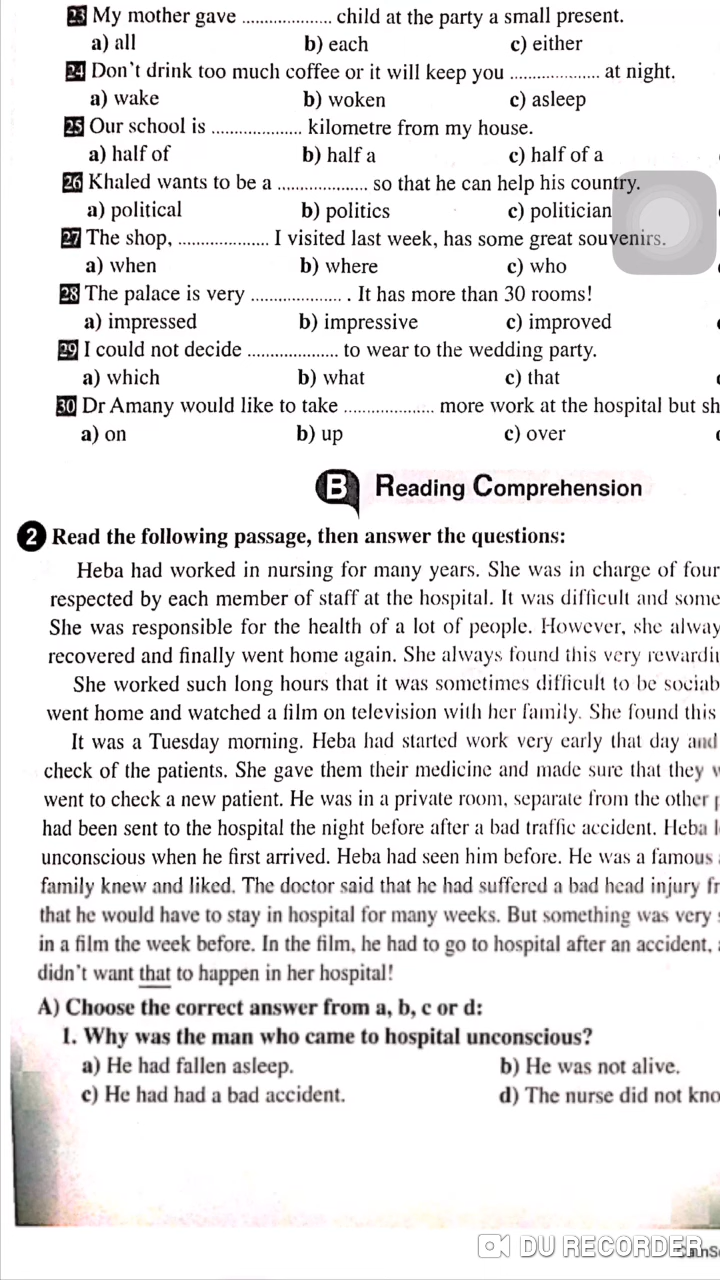 23 My mother gave ................... child at the party a small present.
a) all b) each c) either
24 Don't drink too much coffee or it will keep you ................... at night.
a) wake b) woken c) asleep
25 Our school is ................... kilometre from my house.
a) half of b) half a c) half of a
26 Khaled wants to be a ................... so that he can help his country.
a) political b) politics c) politician
27 The shop, ................... I visited last week, has some great souvenirs.
a) when b) where c) who
28 The palace is very ................... . It has more than 30 rooms!
a) impressed b) impressive c) improved
29 I could not decide ................... to wear to the wedding party.
a) which b) what c) that
30 Dr Amany would like to take ................... more work at the hospital but sh
a) on b) up c) over
B Reading Comprehension
2 Read the following passage, then answer the questions:
Heba had worked in nursing for many years. She was in charge of four
respected by each member of staff at the hospital. It was difficult and some
She was responsible for the health of a lot of people. However, she alway
recovered and finally went home again. She always found this very rewardi
She worked such long hours that it was sometimes difficult to be sociab
went home and watched a film on television with her family. She found this
It was a Tuesday morning. Heba had started work very early that day and
check of the patients. She gave them their medicine and made sure that they
went to check a new patient. He was in a private room, separate from the other
had been sent to the hospital the night before after a bad traffic accident. Heba
unconscious when he first arrived. Heba had seen him before. He was a famous
family knew and liked. The doctor said that he had suffered a bad head injury fr
that he would have to stay in hospital for many weeks. But something was very
in a film the week before. In the film, he had to go to hospital after an accident,
didn't want that to happen in her hospital!
A) Choose the correct answer from a, b, c or d:
1. Why was the man who came to hospital unconscious?
a) He had fallen asleep. b) He was not alive.
c) He had had a bad accident. d) The nurse did not kno
DU RECORDER